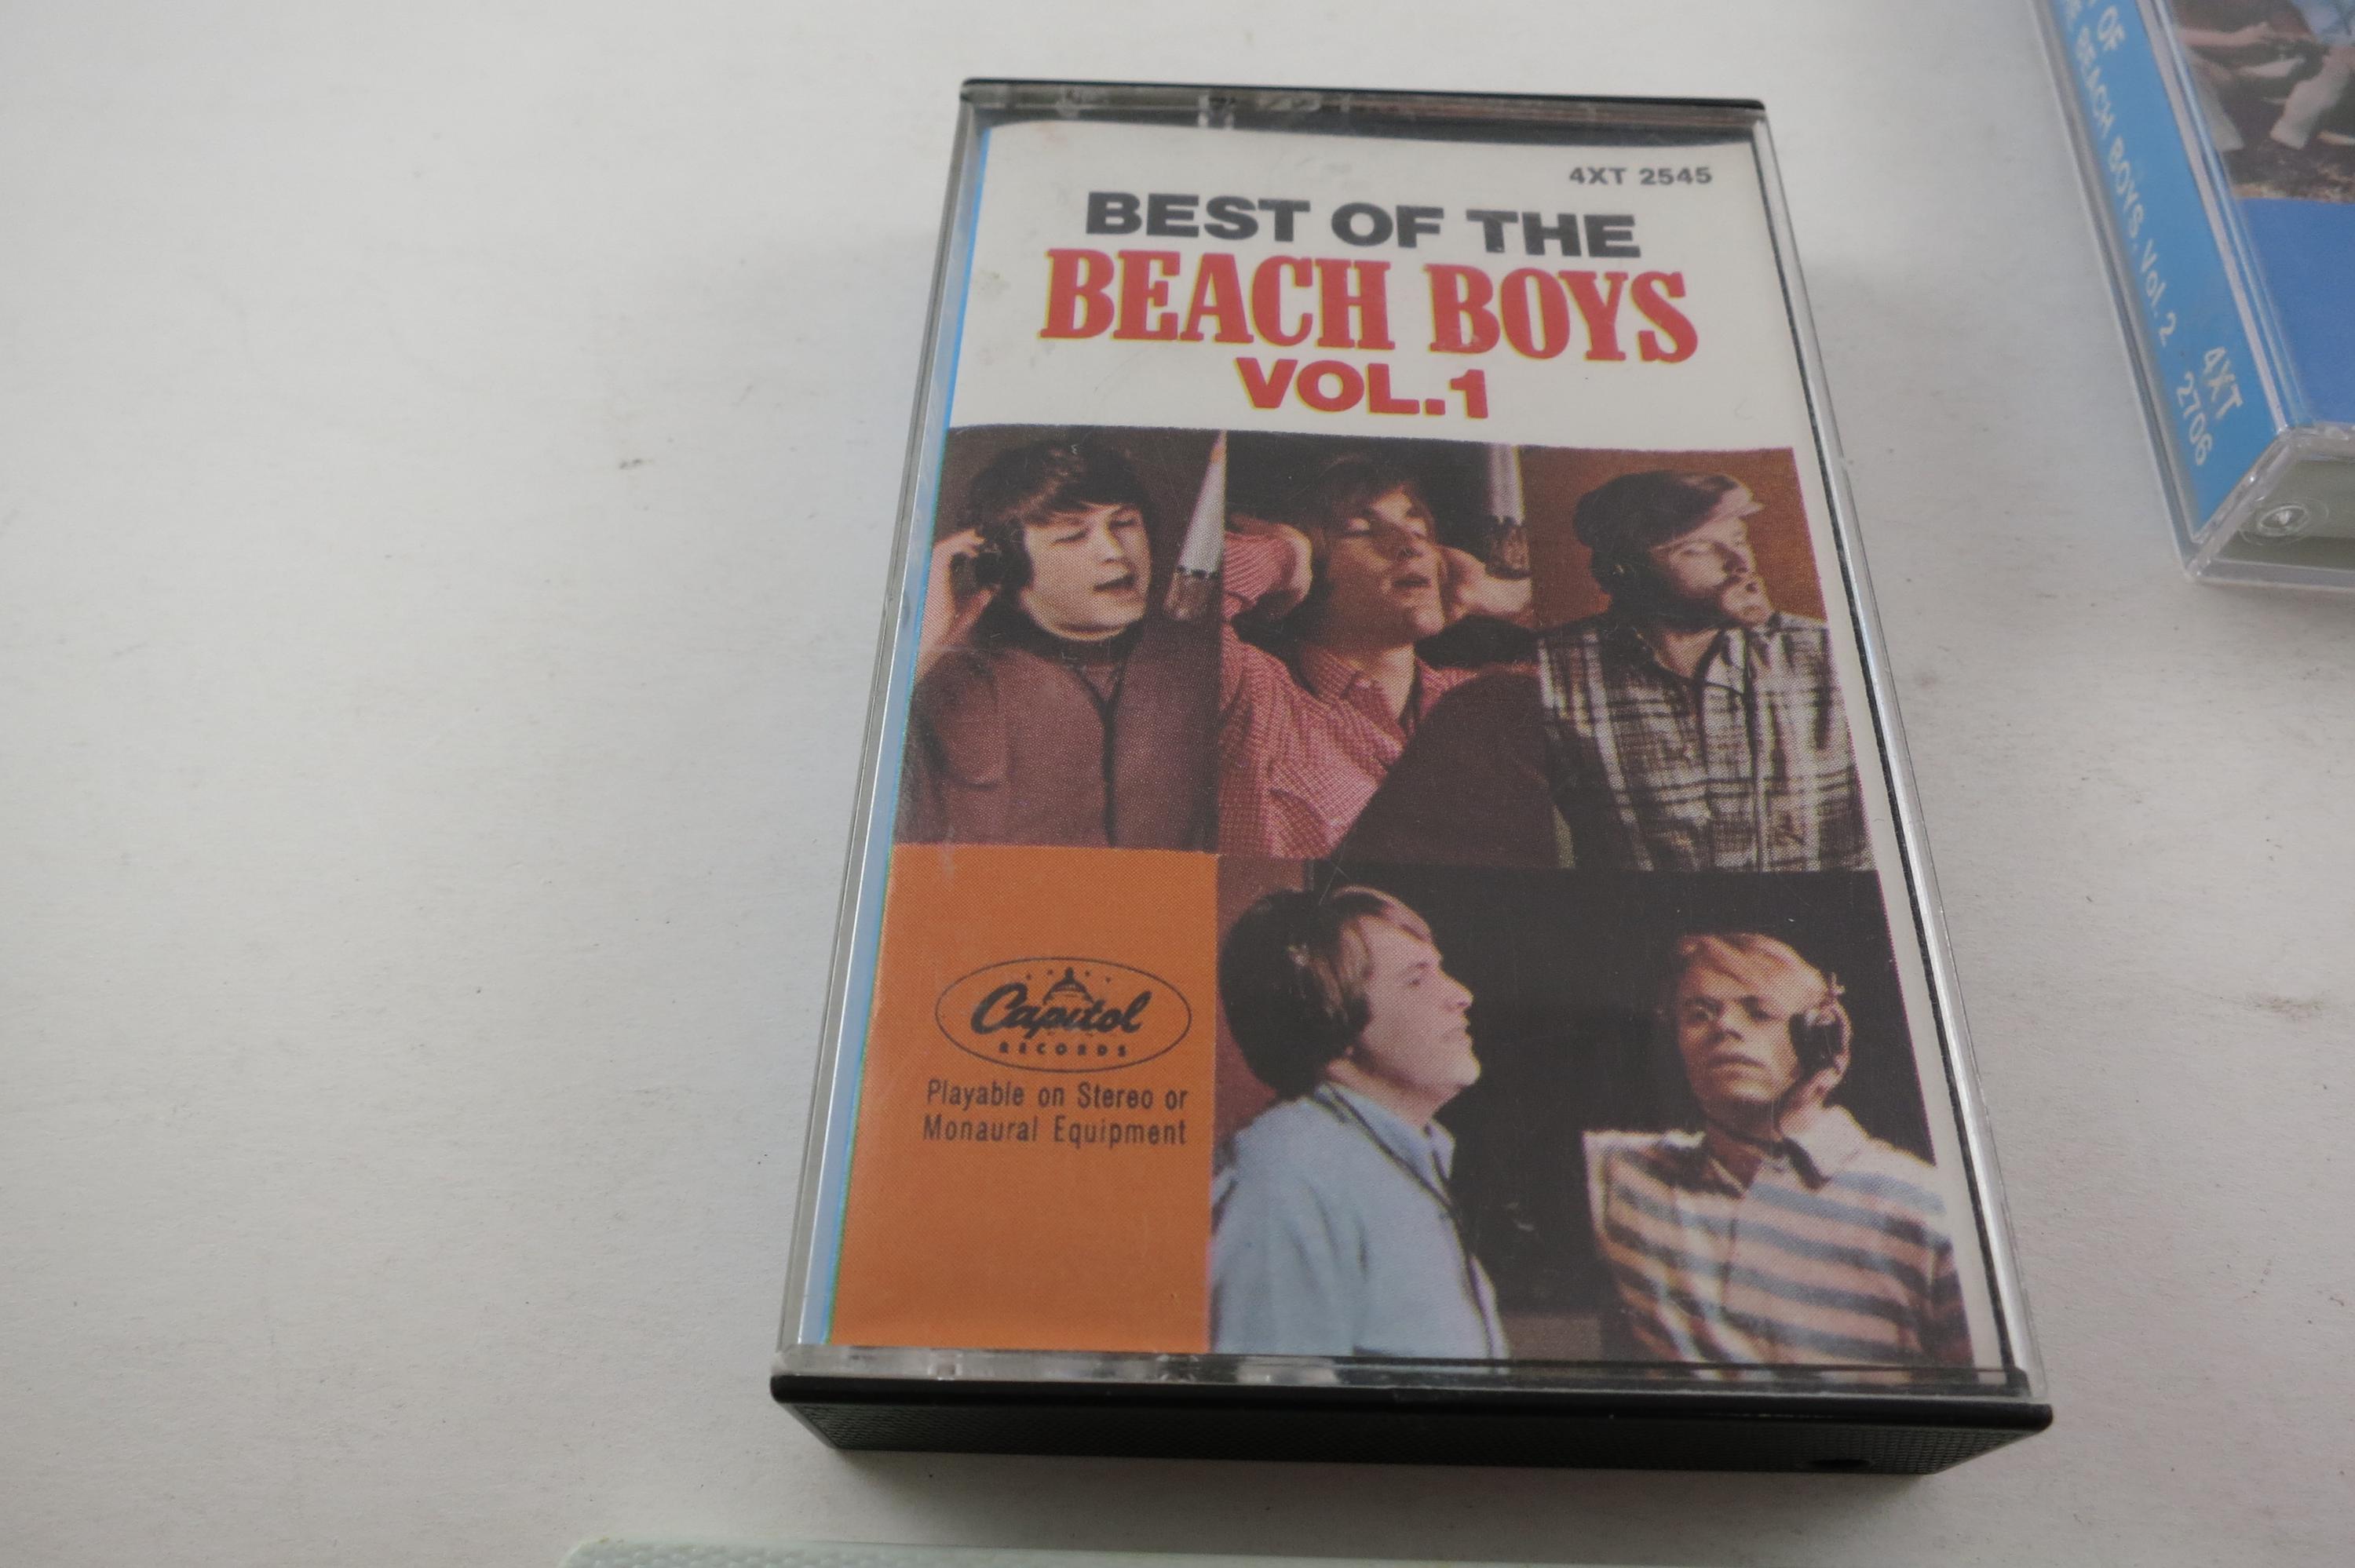 4XT 2545
BEST OF THE
BEACH BOYS
VOL.1
Capitol
RECORDS
Playable on Stereo or
Monaural Equipment
OF
BEACH BOYS, Vol. 2
4XT
2706